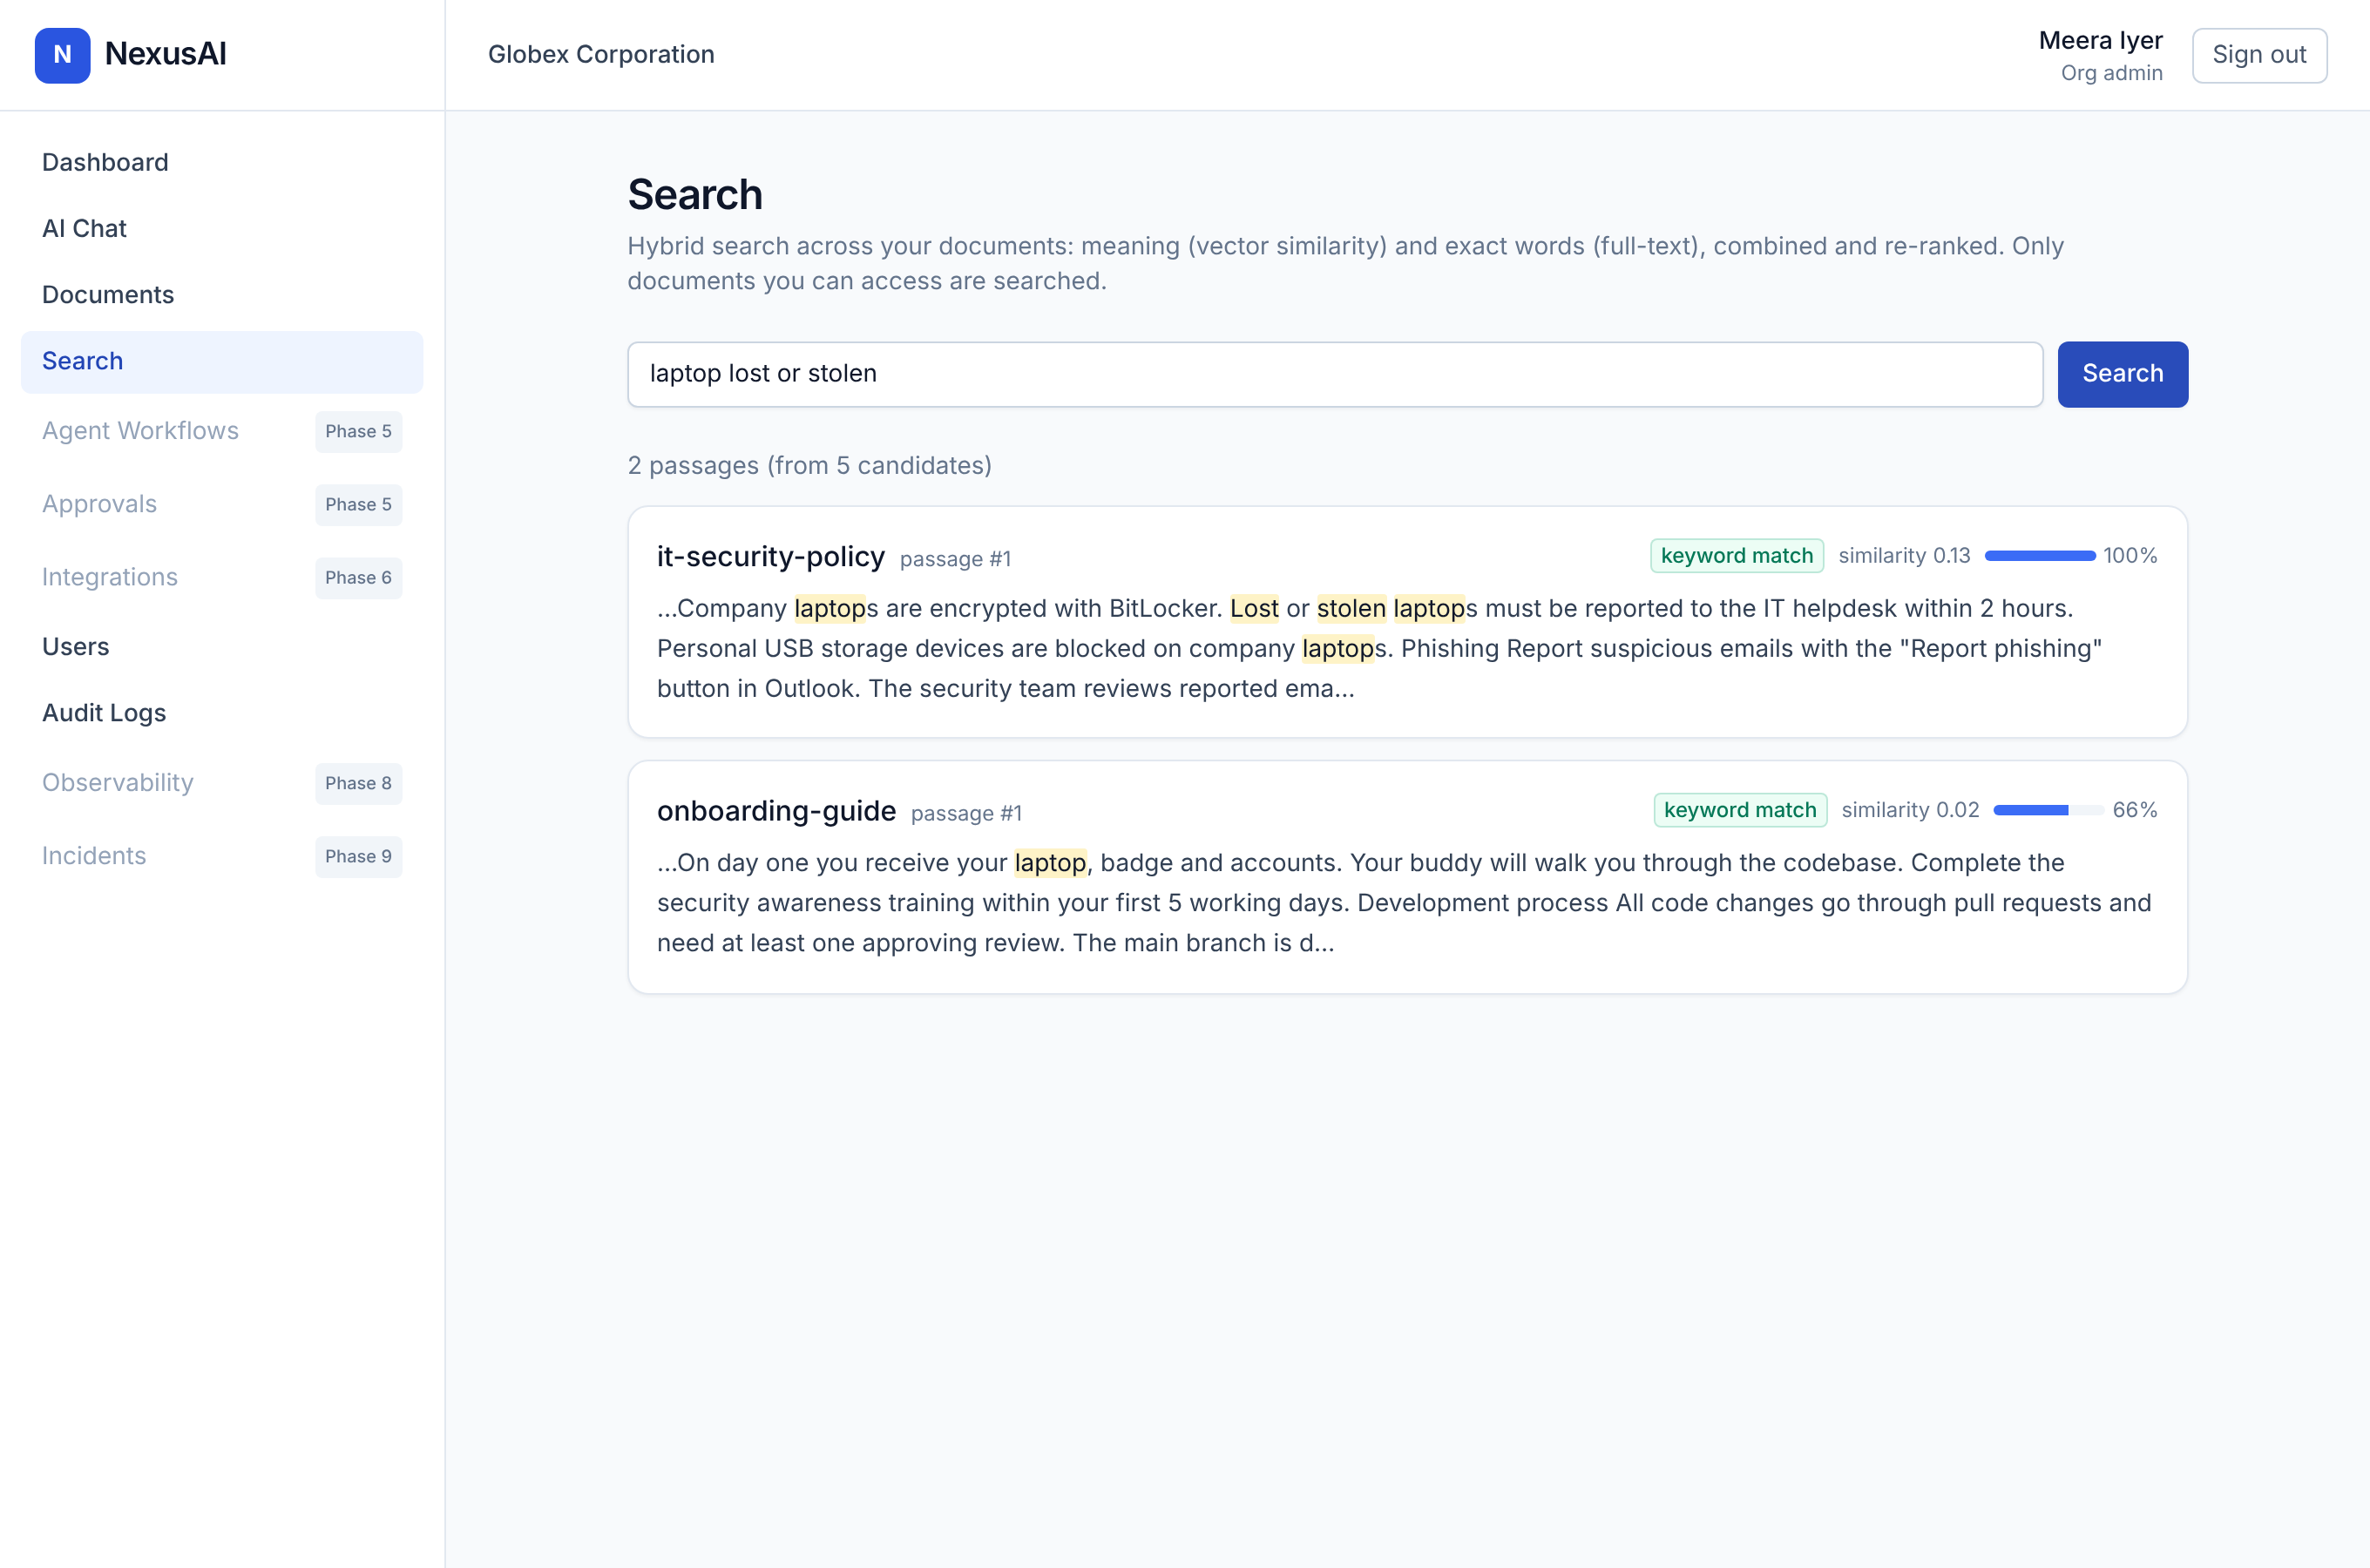 N NexusAI
Globex Corporation
Meera Iyer
Org admin
Sign out
Dashboard
AI Chat
Documents
Search
Agent Workflows Phase 5
Approvals Phase 5
Integrations Phase 6
Users
Audit Logs
Observability Phase 8
Incidents Phase 9
Search
Hybrid search across your documents: meaning (vector similarity) and exact words (full-text), combined and re-ranked. Only
documents you can access are searched.
laptop lost or stolen
Search
2 passages (from 5 candidates)
it-security-policy passage #1 keyword match similarity 0.13 100%
...Company laptops are encrypted with BitLocker. Lost or stolen laptops must be reported to the IT helpdesk within 2 hours.
Personal USB storage devices are blocked on company laptops. Phishing Report suspicious emails with the "Report phishing"
button in Outlook. The security team reviews reported ema...
onboarding-guide passage #1 keyword match similarity 0.02 66%
...On day one you receive your laptop, badge and accounts. Your buddy will walk you through the codebase. Complete the
security awareness training within your first 5 working days. Development process All code changes go through pull requests and
need at least one approving review. The main branch is d...